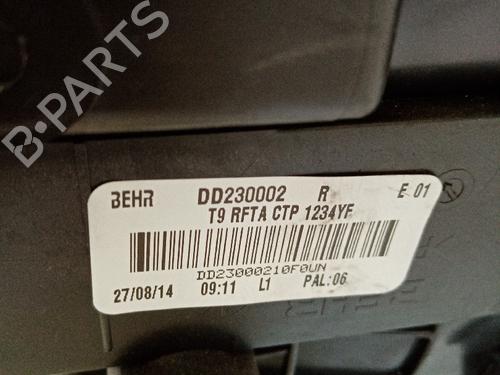 B-PARTS
BEHR DD230002 R E 01
T9 RFTA CTP 1234YF
DD23000210F0UN
27/08/14 09:11 L1 PAL:06